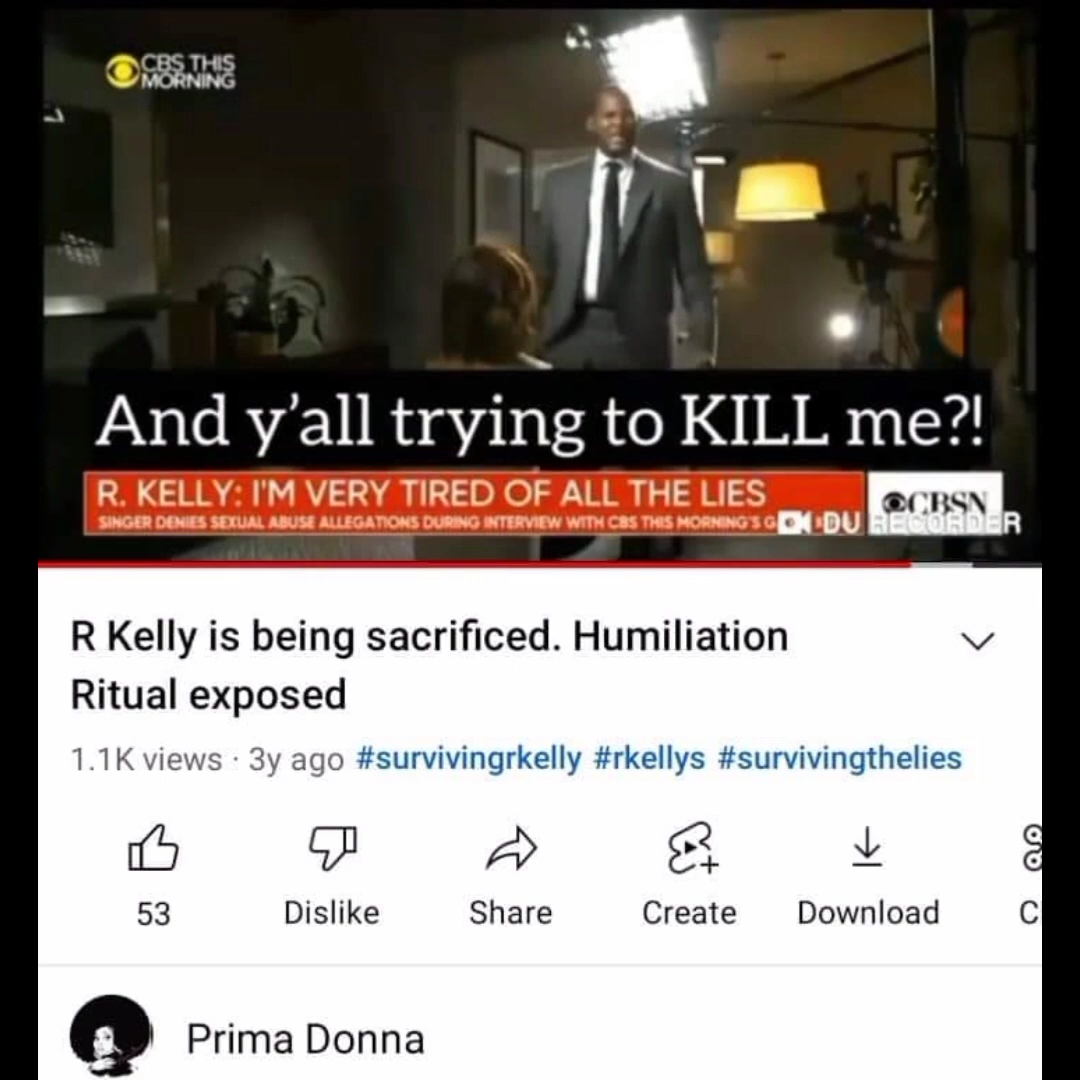 CBS THIS
MORNING
And y'all trying to KILL me?!
R. KELLY: I'M VERY TIRED OF ALL THE LIES
SINGER DENIES SEXUAL ABUSE ALLEGATIONS DURING INTERVIEW WITH CBS THIS MORNING'S G
CBSN
DU RECORDER
R Kelly is being sacrificed. Humiliation
Ritual exposed
1.1K views · 3y ago #survivingrkelly #rkellys #survivingthelies
53 Dislike Share Create Download C
Prima Donna